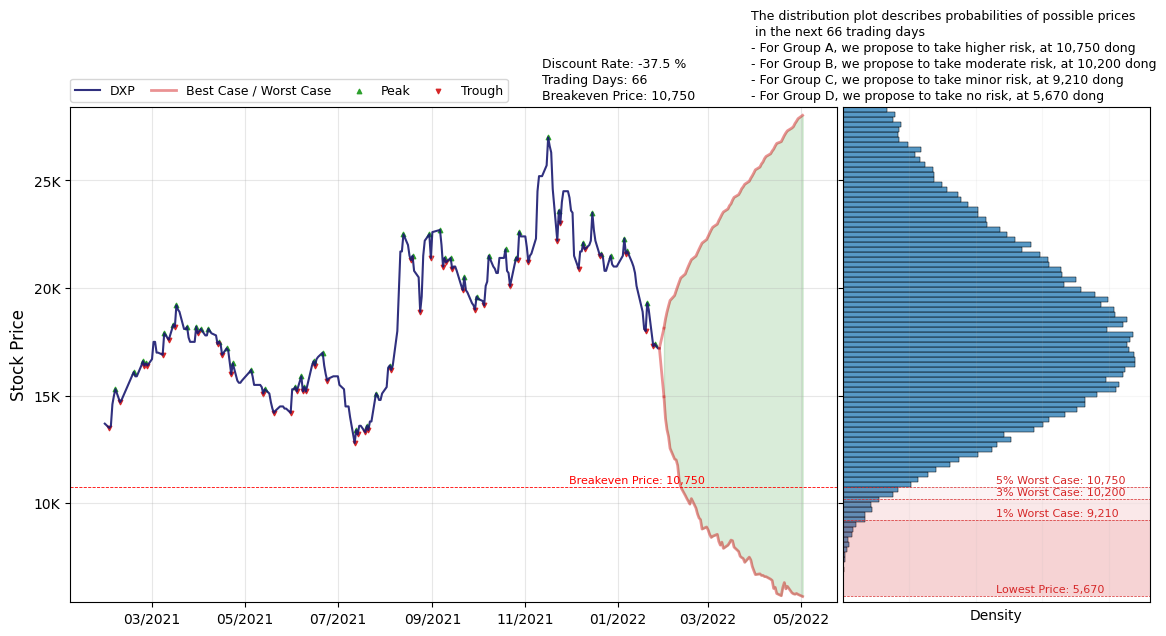 The distribution plot describes probabilities of possible prices
in the next 66 trading days
- For Group A, we propose to take higher risk, at 10,750 dong
- For Group B, we propose to take moderate risk, at 10,200 dong
- For Group C, we propose to take minor risk, at 9,210 dong
- For Group D, we propose to take no risk, at 5,670 dong
Discount Rate: -37.5 %
Trading Days: 66
Breakeven Price: 10,750
DXP Best Case / Worst Case Peak Trough
Stock Price
25K
20K
15K
10K
Breakeven Price: 10,750
5% Worst Case: 10,750
3% Worst Case: 10,200
1% Worst Case: 9,210
Lowest Price: 5,670
03/2021 05/2021 07/2021 09/2021 11/2021 01/2022 03/2022 05/2022
Density